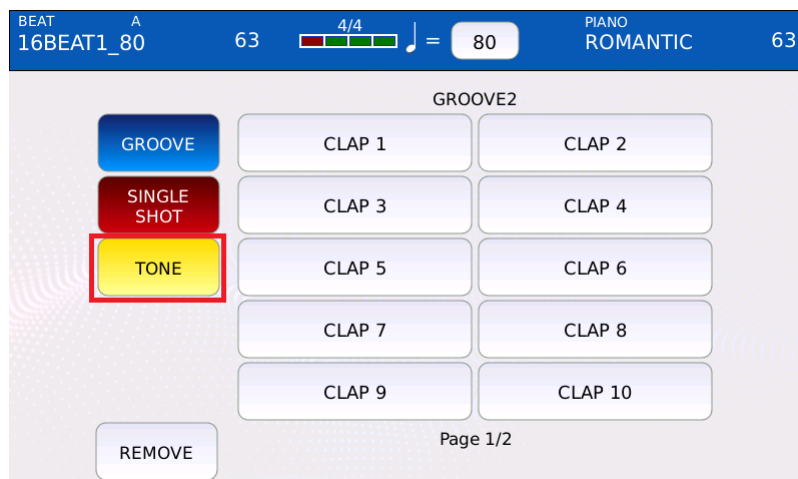 BEAT A
16BEAT1_80 63 4/4 = 80
PIANO
ROMANTIC 63
GROOVE2
GROOVE CLAP 1 CLAP 2
SINGLE
SHOT CLAP 3 CLAP 4
TONE CLAP 5 CLAP 6
CLAP 7 CLAP 8
CLAP 9 CLAP 10
REMOVE Page 1/2